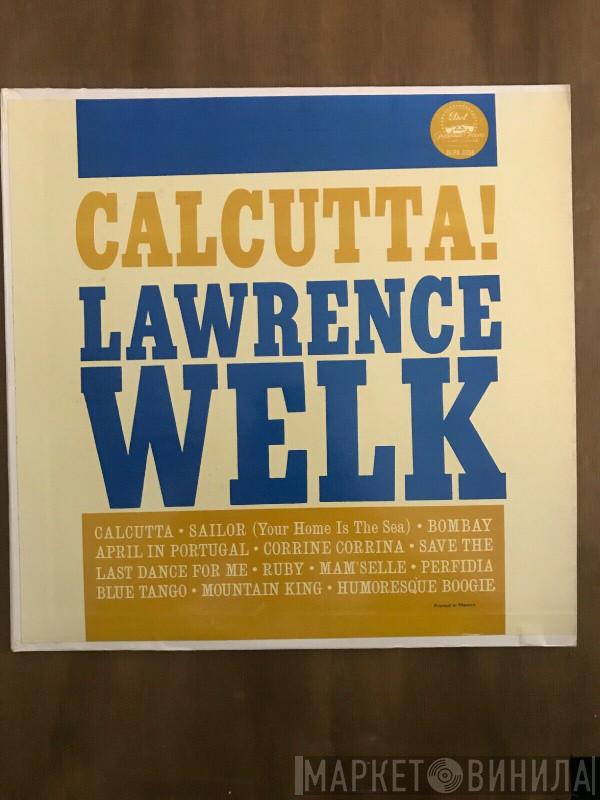 Dot
DLPB 3359
CALCUTTA!
LAWRENCE
WELK
CALCUTTA • SAILOR (Your Home Is The Sea) • BOMBAY
APRIL IN PORTUGAL • CORRINE CORRINA • SAVE THE
LAST DANCE FOR ME • RUBY • MAM'SELLE • PERFIDIA
BLUE TANGO • MOUNTAIN KING • HUMORESQUE BOOGIE
Printed in Mexico
МАРКЕТ ВИНИЛА